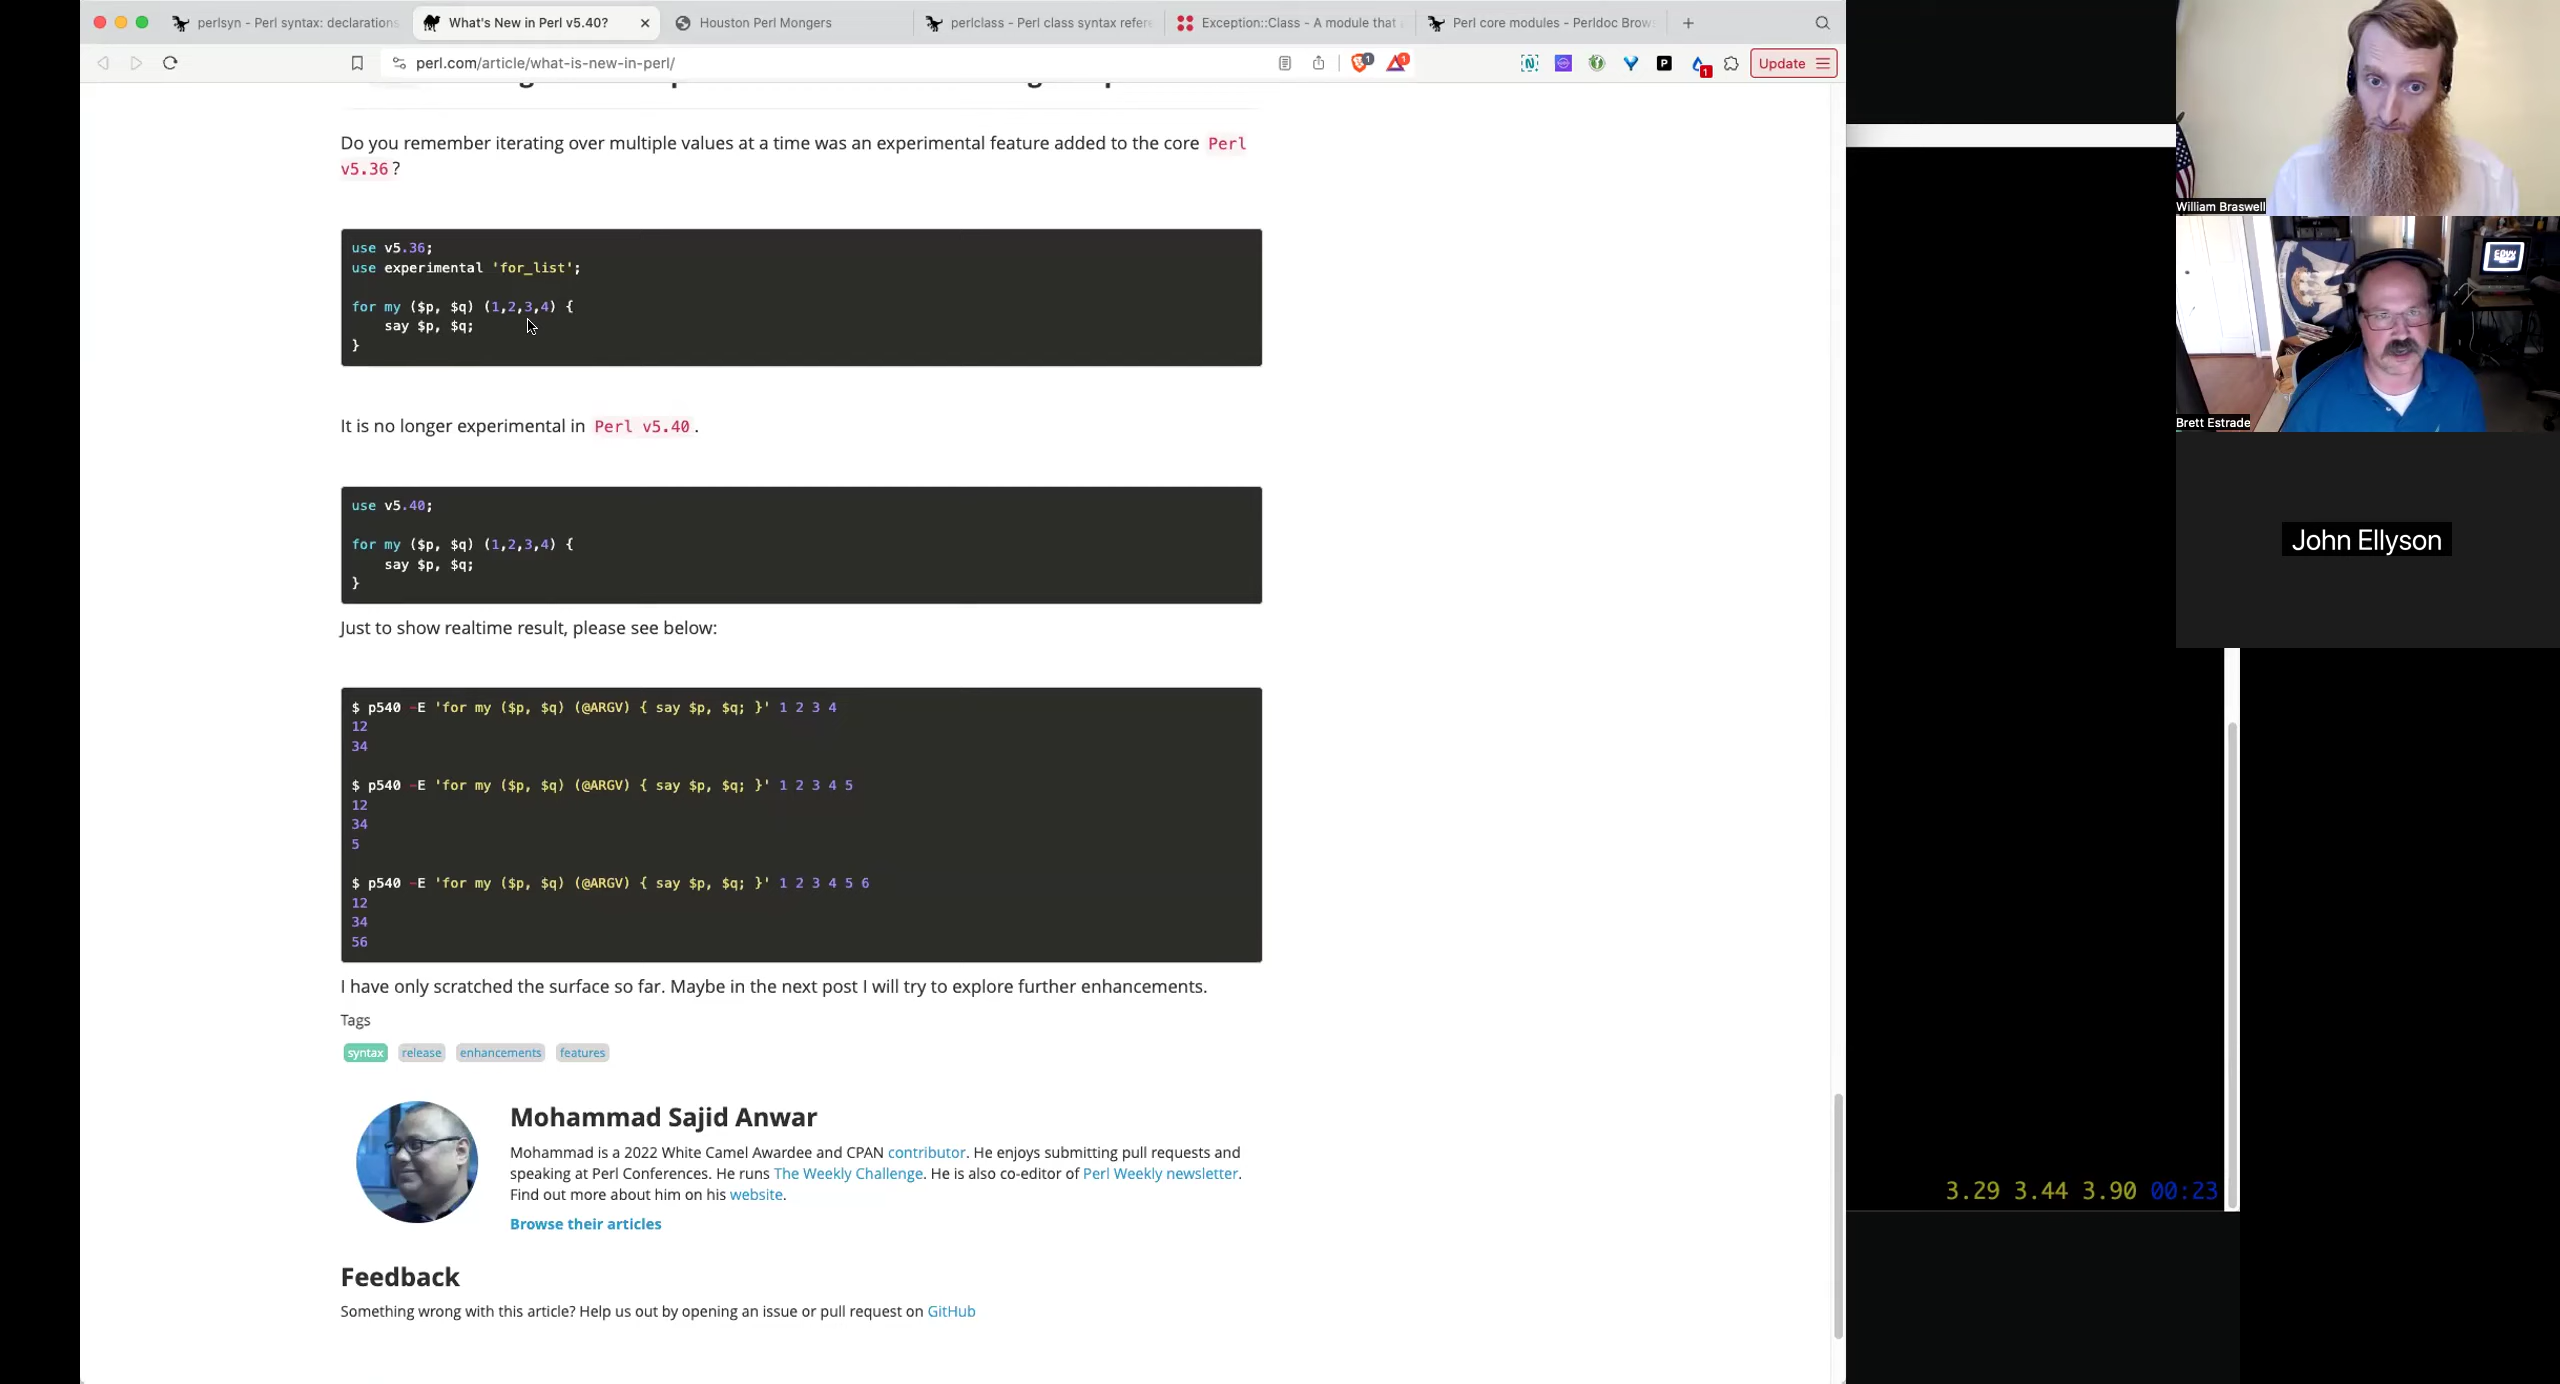 perlsyn - Perl syntax: declarations
What's New in Perl v5.40?
Houston Perl Mongers
perlclass - Perl class syntax refere
Exception::Class - A module that
Perl core modules - Perldoc Brow
perl.com/article/what-is-new-in-perl/
Update
Do you remember iterating over multiple values at a time was an experimental feature added to the core Perl
v5.36?
use v5.36;
use experimental 'for_list';
for my ($p, $q) (1,2,3,4) {
    say $p, $q;
}
It is no longer experimental in Perl v5.40.
use v5.40;
for my ($p, $q) (1,2,3,4) {
    say $p, $q;
}
Just to show realtime result, please see below:
$ p540 -E 'for my ($p, $q) (@ARGV) { say $p, $q; }' 1 2 3 4
12
34
$ p540 -E 'for my ($p, $q) (@ARGV) { say $p, $q; }' 1 2 3 4 5
12
34
5
$ p540 -E 'for my ($p, $q) (@ARGV) { say $p, $q; }' 1 2 3 4 5 6
12
34
56
I have only scratched the surface so far. Maybe in the next post I will try to explore further enhancements.
Tags
syntax release enhancements features
Mohammad Sajid Anwar
Mohammad is a 2022 White Camel Awardee and CPAN contributor. He enjoys submitting pull requests and
speaking at Perl Conferences. He runs The Weekly Challenge. He is also co-editor of Perl Weekly newsletter.
Find out more about him on his website.
Browse their articles
Feedback
Something wrong with this article? Help us out by opening an issue or pull request on GitHub
William Braswell
Brett Estrade
John Ellyson
3.29 3.44 3.90 00:23